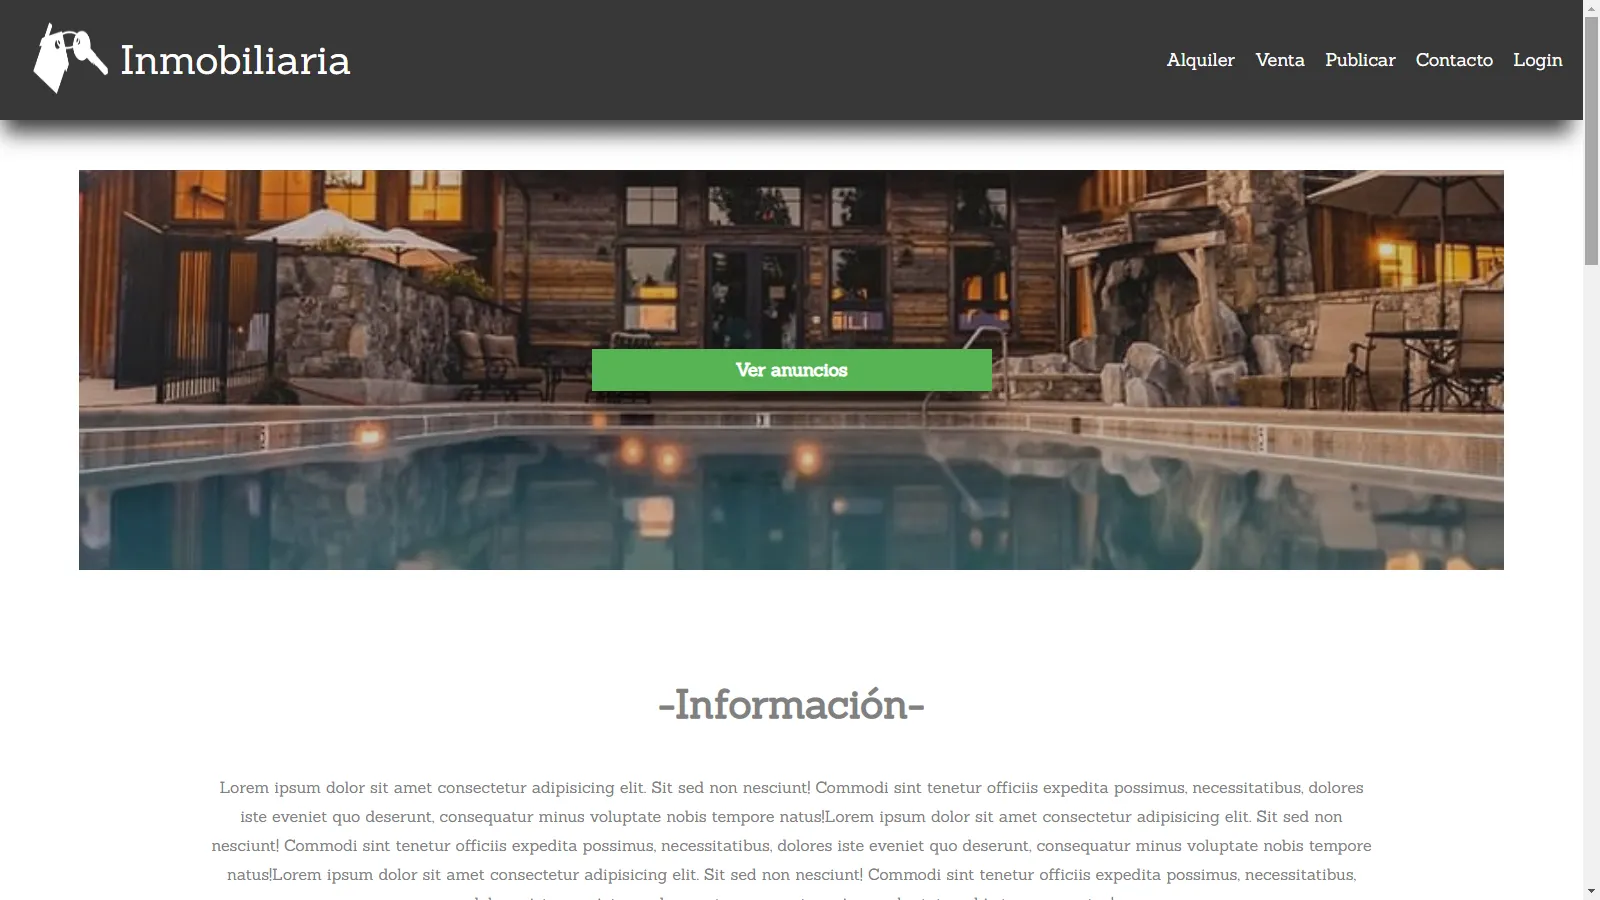 Inmobiliaria
Alquiler Venta Publicar Contacto Login
Ver anuncios
-Información-
Lorem ipsum dolor sit amet consectetur adipisicing elit. Sit sed non nesciunt! Commodi sint tenetur officiis expedita possimus, necessitatibus, dolores
iste eveniet quo deserunt, consequatur minus voluptate nobis tempore natus!Lorem ipsum dolor sit amet consectetur adipisicing elit. Sit sed non
nesciunt! Commodi sint tenetur officiis expedita possimus, necessitatibus, dolores iste eveniet quo deserunt, consequatur minus voluptate nobis tempore
natus!Lorem ipsum dolor sit amet consectetur adipisicing elit. Sit sed non nesciunt! Commodi sint tenetur officiis expedita possimus, necessitatibus,